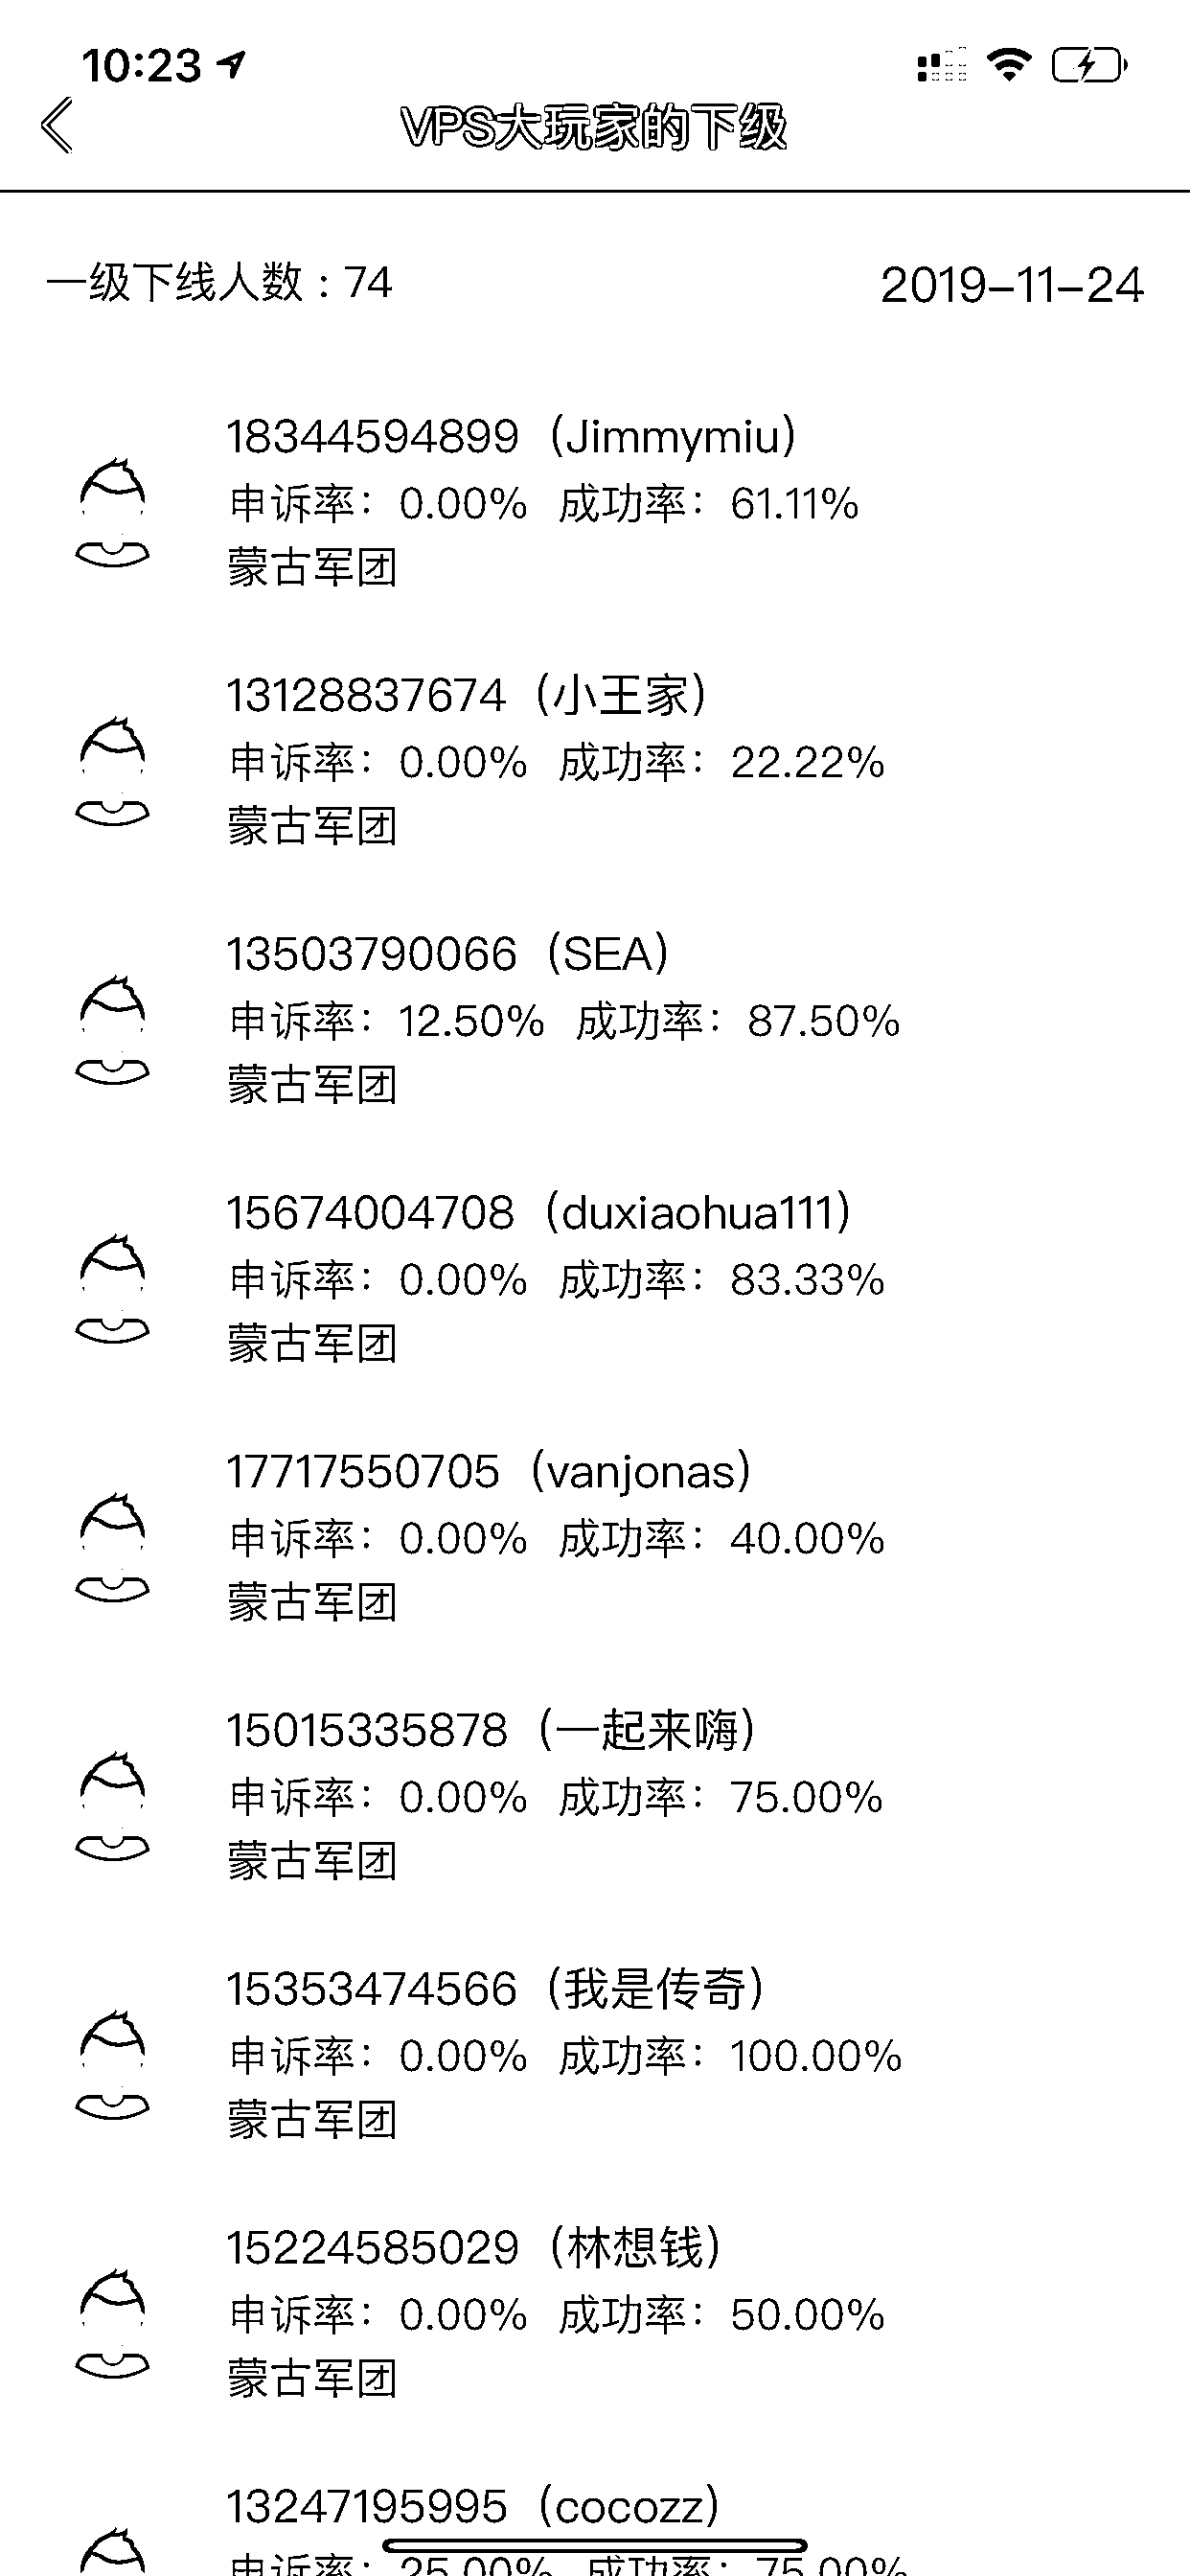 10:23
VPS大玩家的下级
一级下线人数：74
2019-11-24
18344594899（Jimmymiu）
申诉率：0.00% 成功率：61.11%
蒙古军团
13128837674（小王家）
申诉率：0.00% 成功率：22.22%
蒙古军团
13503790066（SEA）
申诉率：12.50% 成功率：87.50%
蒙古军团
15674004708（duxiaohua111）
申诉率：0.00% 成功率：83.33%
蒙古军团
17717550705（vanjonas）
申诉率：0.00% 成功率：40.00%
蒙古军团
15015335878（一起来嗨）
申诉率：0.00% 成功率：75.00%
蒙古军团
15353474566（我是传奇）
申诉率：0.00% 成功率：100.00%
蒙古军团
15224585029（林想钱）
申诉率：0.00% 成功率：50.00%
蒙古军团
13247195995（cocozz）
申诉率：25.00% 成功率：75.00%